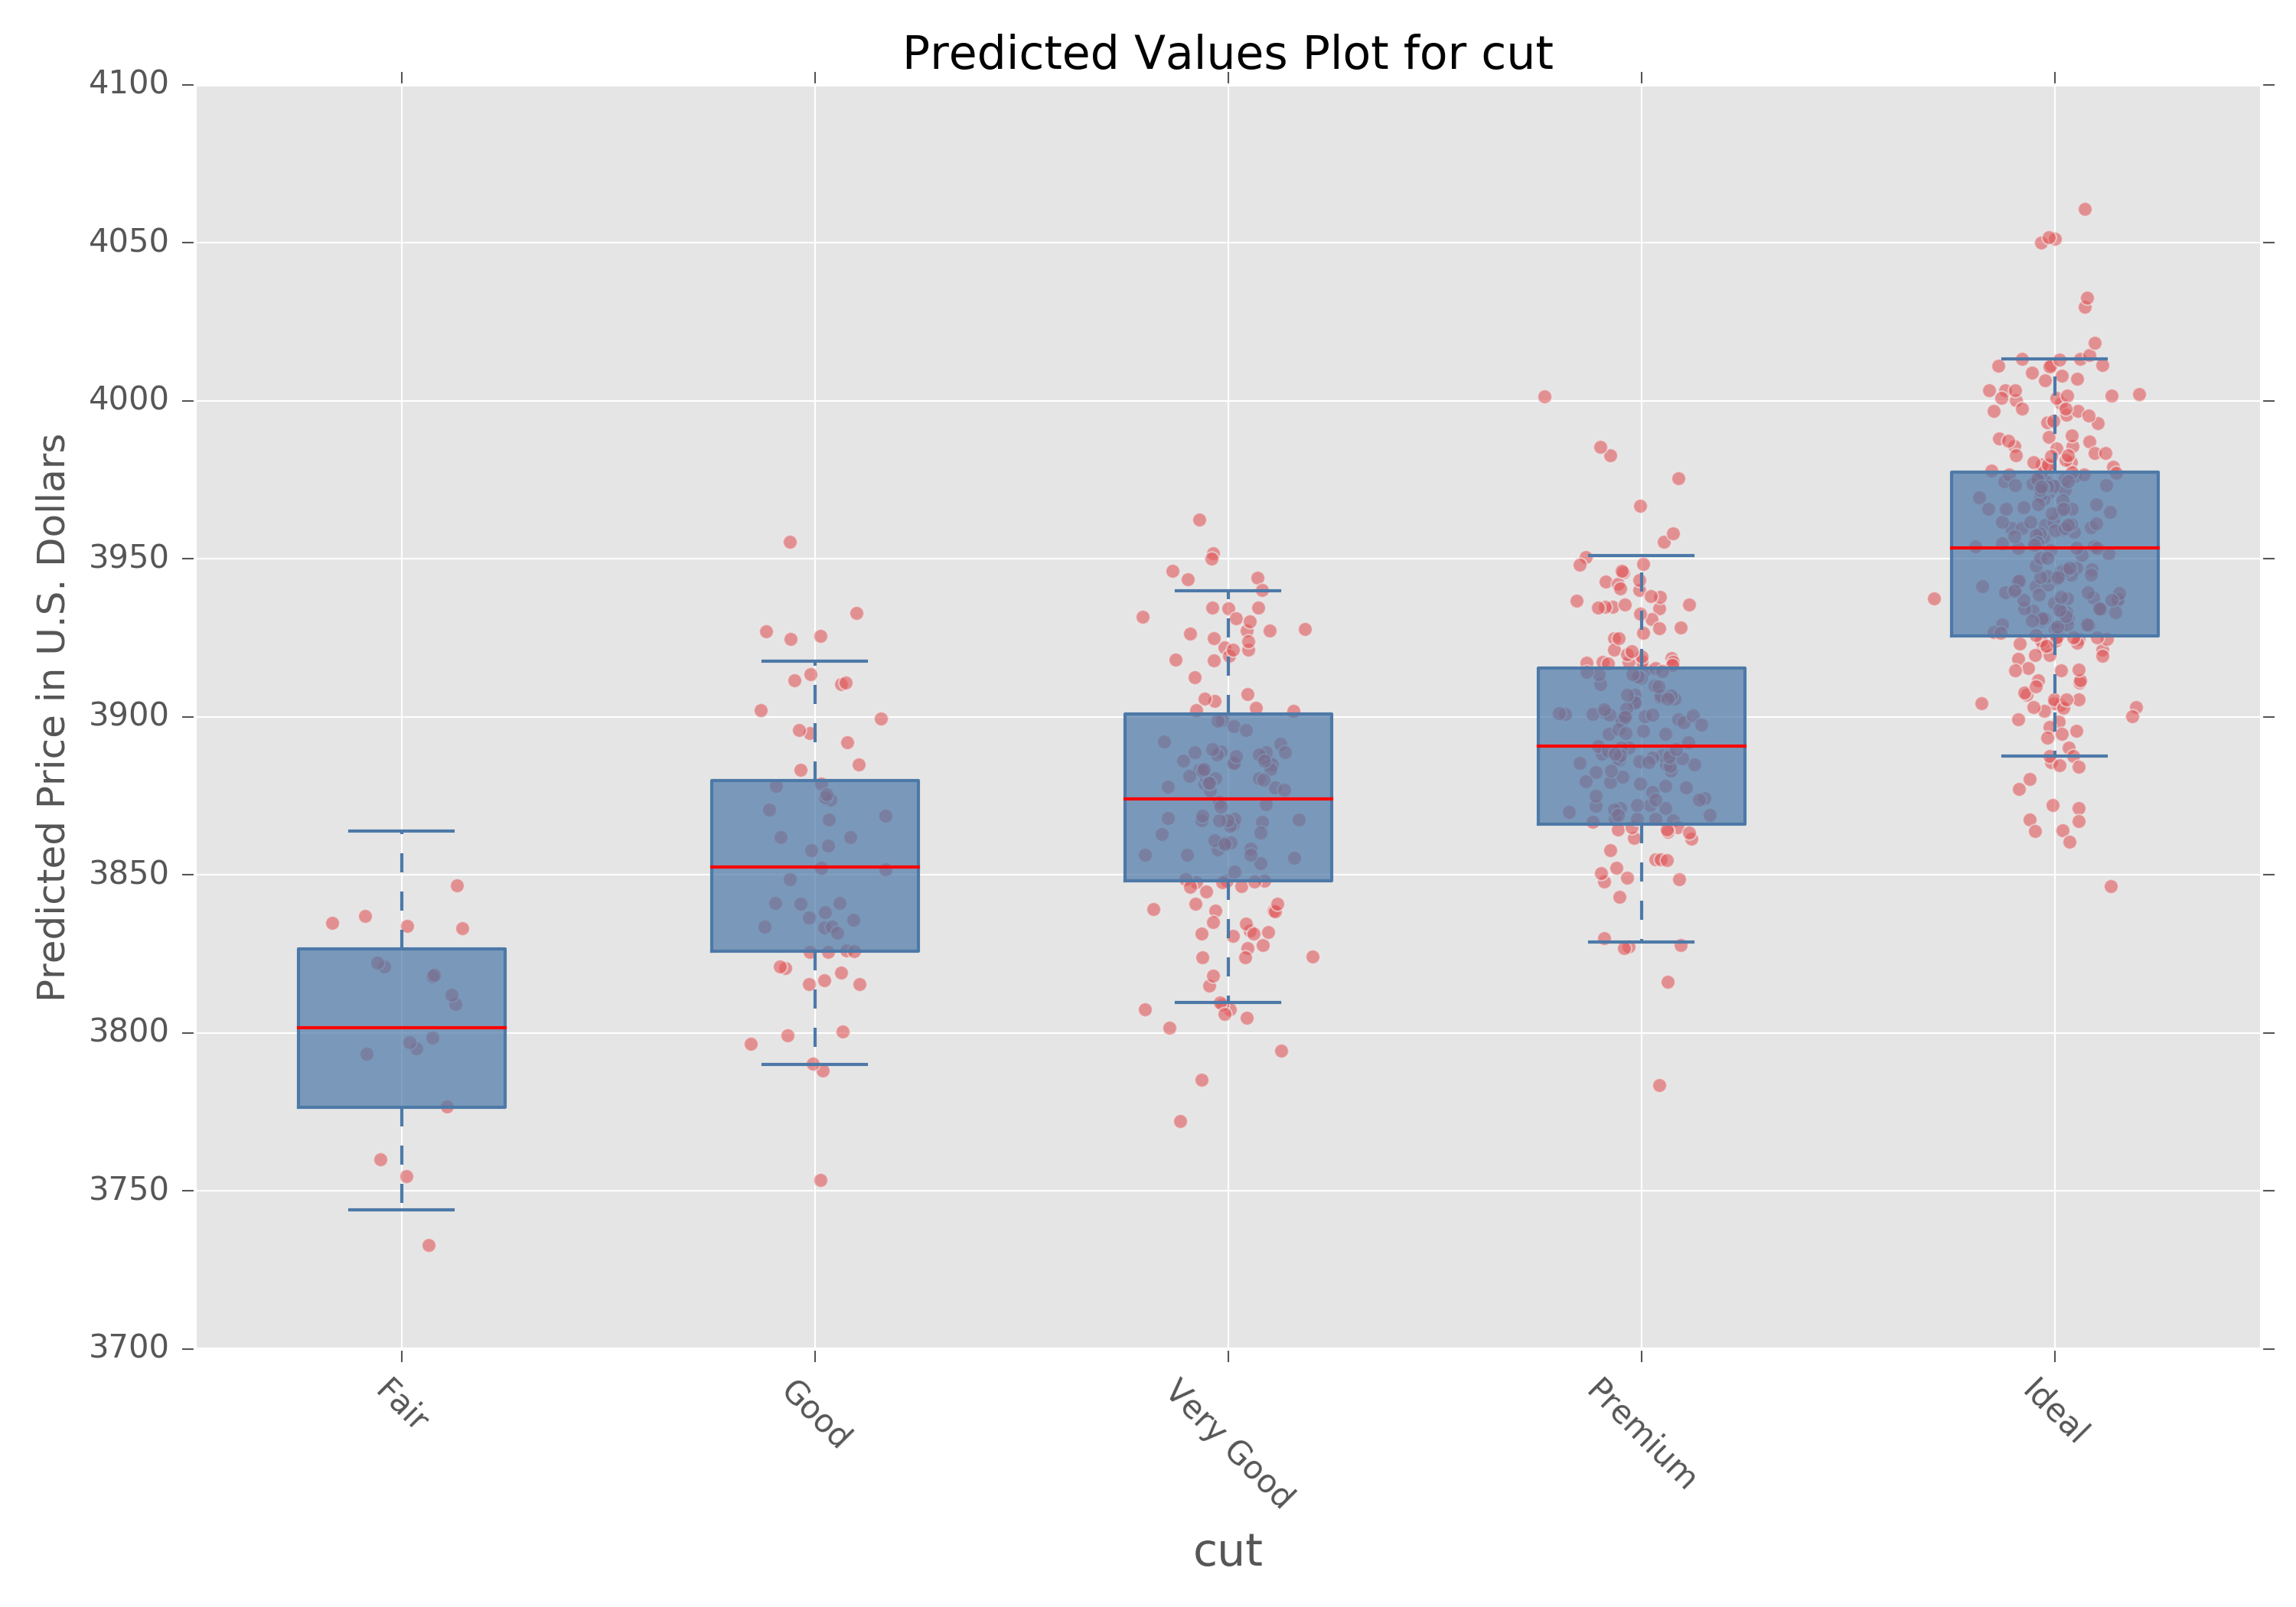 Predicted Values Plot for cut
4100
4050
4000
3950
3900
3850
3800
3750
3700
Predicted Price in U.S. Dollars
Fair
Good
Very Good
Premium
Ideal
cut